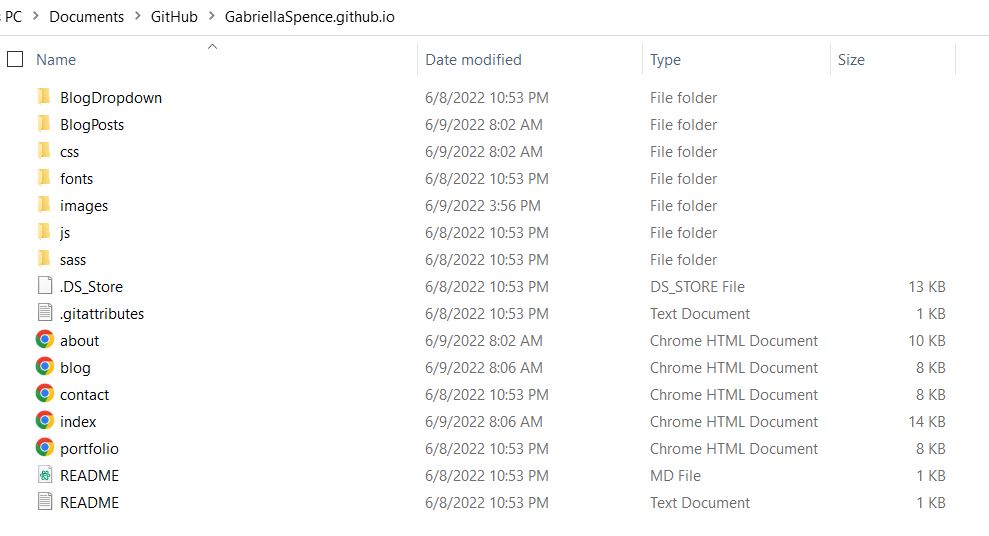 PC > Documents > GitHub > GabriellaSpence.github.io
Name Date modified Type Size
BlogDropdown 6/8/2022 10:53 PM File folder
BlogPosts 6/9/2022 8:02 AM File folder
css 6/9/2022 8:02 AM File folder
fonts 6/8/2022 10:53 PM File folder
images 6/9/2022 3:56 PM File folder
js 6/8/2022 10:53 PM File folder
sass 6/8/2022 10:53 PM File folder
.DS_Store 6/8/2022 10:53 PM DS_STORE File 13 KB
.gitattributes 6/8/2022 10:53 PM Text Document 1 KB
about 6/9/2022 8:02 AM Chrome HTML Document 10 KB
blog 6/9/2022 8:06 AM Chrome HTML Document 8 KB
contact 6/8/2022 10:53 PM Chrome HTML Document 8 KB
index 6/9/2022 8:06 AM Chrome HTML Document 14 KB
portfolio 6/8/2022 10:53 PM Chrome HTML Document 8 KB
README 6/8/2022 10:53 PM MD File 1 KB
README 6/8/2022 10:53 PM Text Document 1 KB